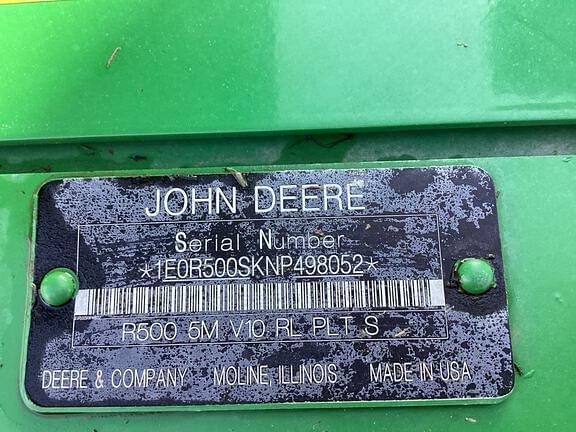 JOHN DEERE
Serial Number
*1E0R500SKNP498052*
R500 5M V10 RL PLT S
DEERE & COMPANY MOLINE, ILLINOIS MADE IN USA